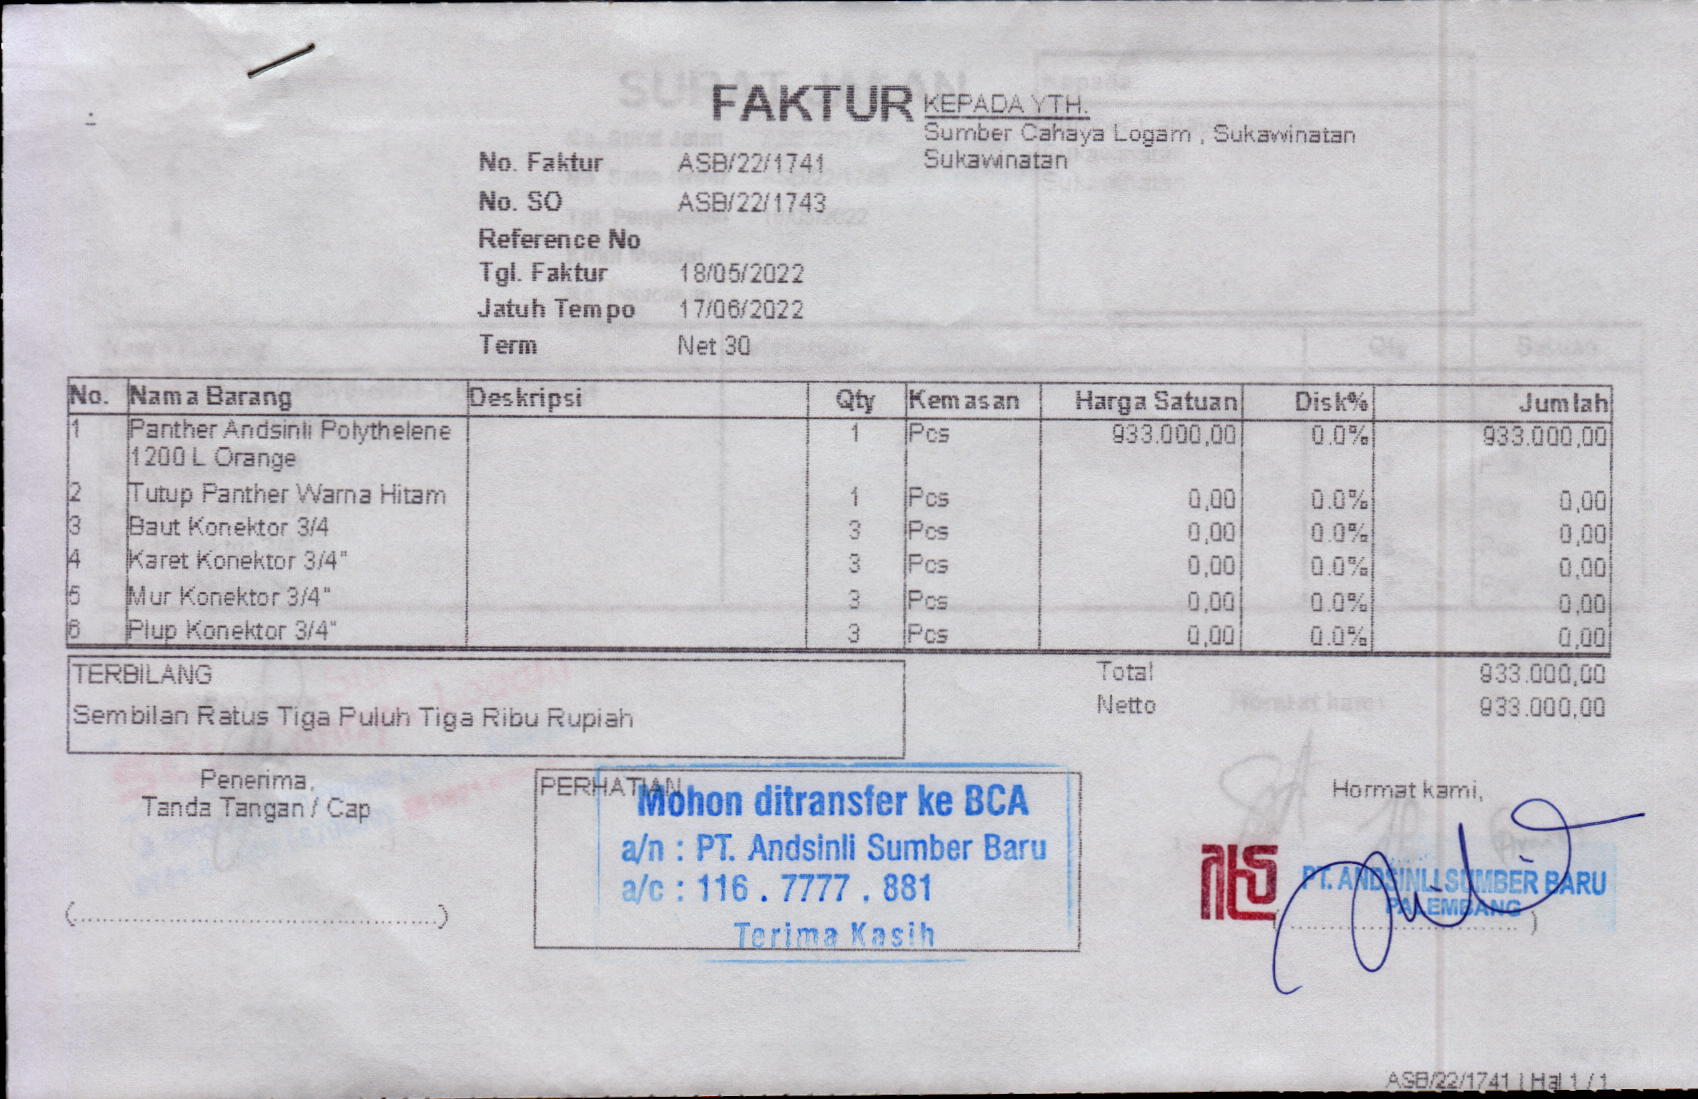 FAKTUR
KEPADA YTH.
Sumber Cahaya Logam , Sukawinatan
Sukawinatan
No. Faktur ASB/22/1741
No. SO ASB/22/1743
Reference No
Tgl. Faktur 18/05/2022
Jatuh Tempo 17/06/2022
Term Net 30
No. Nama Barang Deskripsi Qty Kemasan Harga Satuan Disk% Jumlah
1 Panther Andsinli Polythelene 1 Pcs 933.000,00 0.0% 933.000,00
1200 L Orange
2 Tutup Panther Warna Hitam 1 Pcs 0,00 0.0% 0,00
3 Baut Konektor 3/4 3 Pcs 0,00 0.0% 0,00
4 Karet Konektor 3/4" 3 Pcs 0,00 0.0% 0,00
5 Mur Konektor 3/4" 3 Pcs 0,00 0.0% 0,00
6 Plup Konektor 3/4" 3 Pcs 0,00 0.0% 0,00
TERBILANG
Sembilan Ratus Tiga Puluh Tiga Ribu Rupiah
Total 933.000,00
Netto 933.000,00
Penerima,
Tanda Tangan / Cap
(......................................)
PERHATIAN
Mohon ditransfer ke BCA
a/n : PT. Andsinli Sumber Baru
a/c : 116 . 7777 . 881
Terima Kasih
Hormat kami,
PT. ANDSINLI SUMBER BARU
PALEMBANG
(..............................)
ASB/22/1741 | Hal 1 / 1